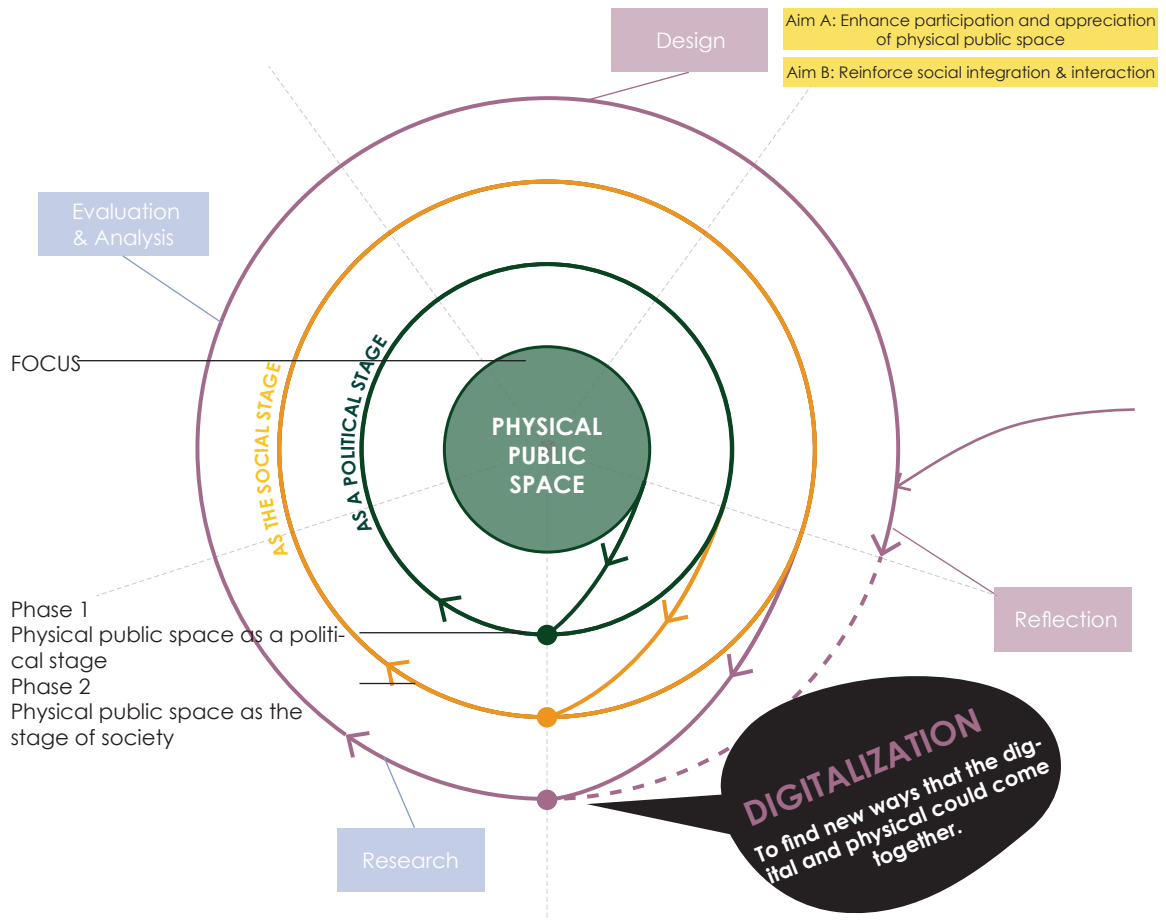 Design
Aim A: Enhance participation and appreciation
of physical public space
Aim B: Reinforce social integration & interaction
Evaluation
& Analysis
FOCUS
AS THE SOCIAL STAGE
AS A POLITICAL STAGE
PHYSICAL
PUBLIC
SPACE
Phase 1
Physical public space as a politi-
cal stage
Phase 2
Physical public space as the
stage of society
Reflection
DIGITALIZATION
To find new ways that the dig-
ital and physical could come
together.
Research